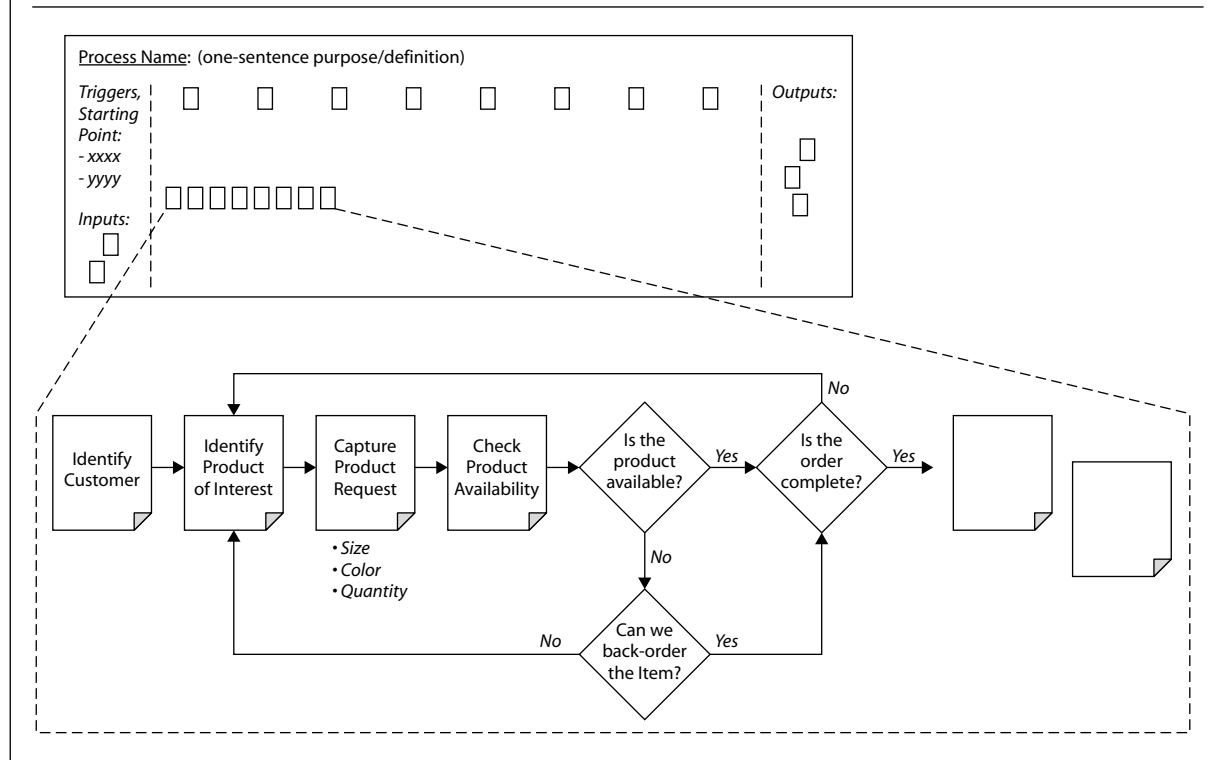 Process Name: (one-sentence purpose/definition)
Triggers,
Starting
Point:
- xxxx
- yyyy
Inputs:
Outputs:
Identify
Customer
Identify
Product
of Interest
Capture
Product
Request
• Size
• Color
• Quantity
Check
Product
Availability
Is the
product
available?
Yes
No
Is the
order
complete?
No
Yes
Can we
back-order
the Item?
No
Yes